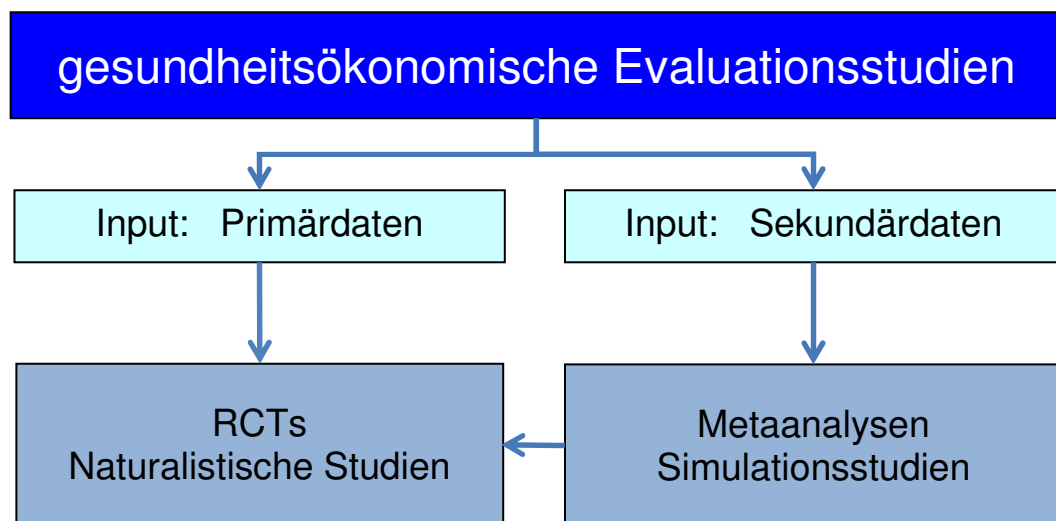 gesundheitsökonomische Evaluationsstudien
Input: Primärdaten
Input: Sekundärdaten
RCTs
Naturalistische Studien
Metaanalysen
Simulationsstudien